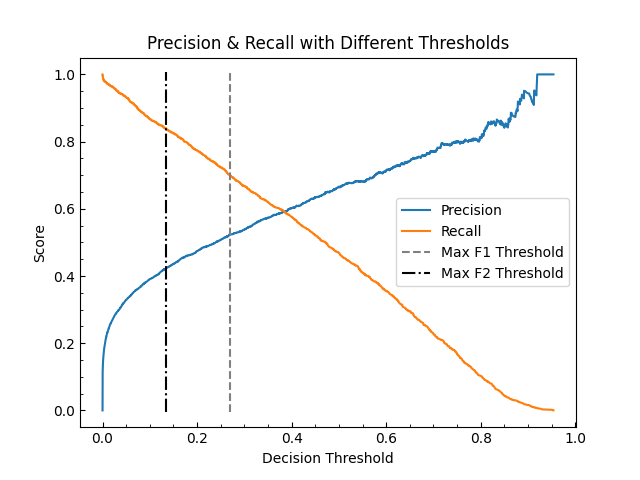 Precision & Recall with Different Thresholds
Score
1.0
0.8
0.6
0.4
0.2
0.0
Precision
Recall
Max F1 Threshold
Max F2 Threshold
0.0 0.2 0.4 0.6 0.8 1.0
Decision Threshold